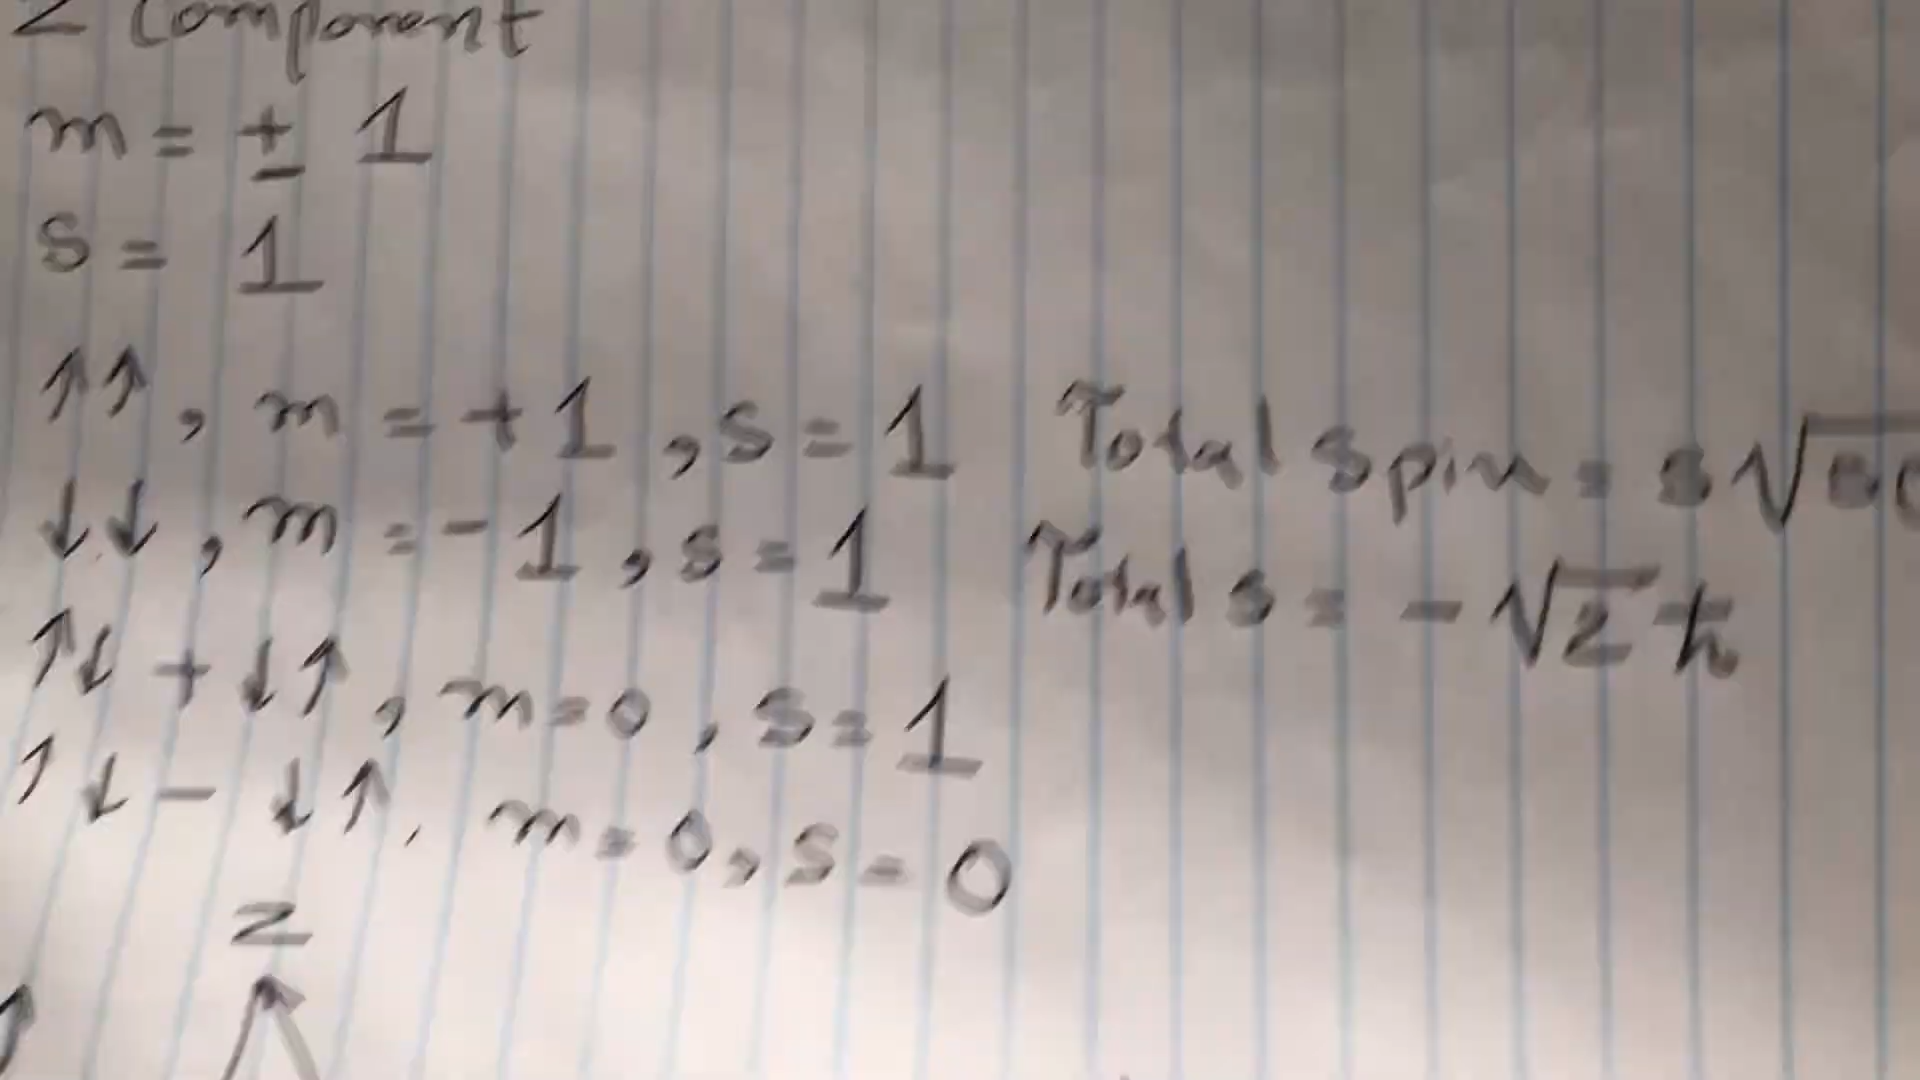 Z Component
m = ± 1
s = 1
↑↑, m = +1, s = 1 Total spin = s√
↓↓, m = -1, s = 1 Total s = -√2 ħ
↑↓ + ↓↑, m=0, s=1
↑↓ - ↓↑, m=0, s=0
Z
↑